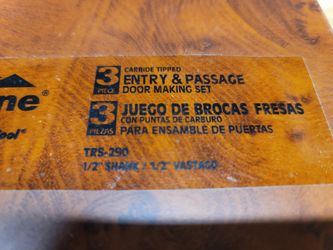 3 PIECE
CARBIDE TIPPED
ENTRY & PASSAGE
DOOR MAKING SET
ne
ool®
3 PIEZAS
JUEGO DE BROCAS FRESAS
CON PUNTAS DE CARBURO
PARA ENSAMBLE DE PUERTAS
TRS-290
1/2" SHANK / 1/2" VASTAGO